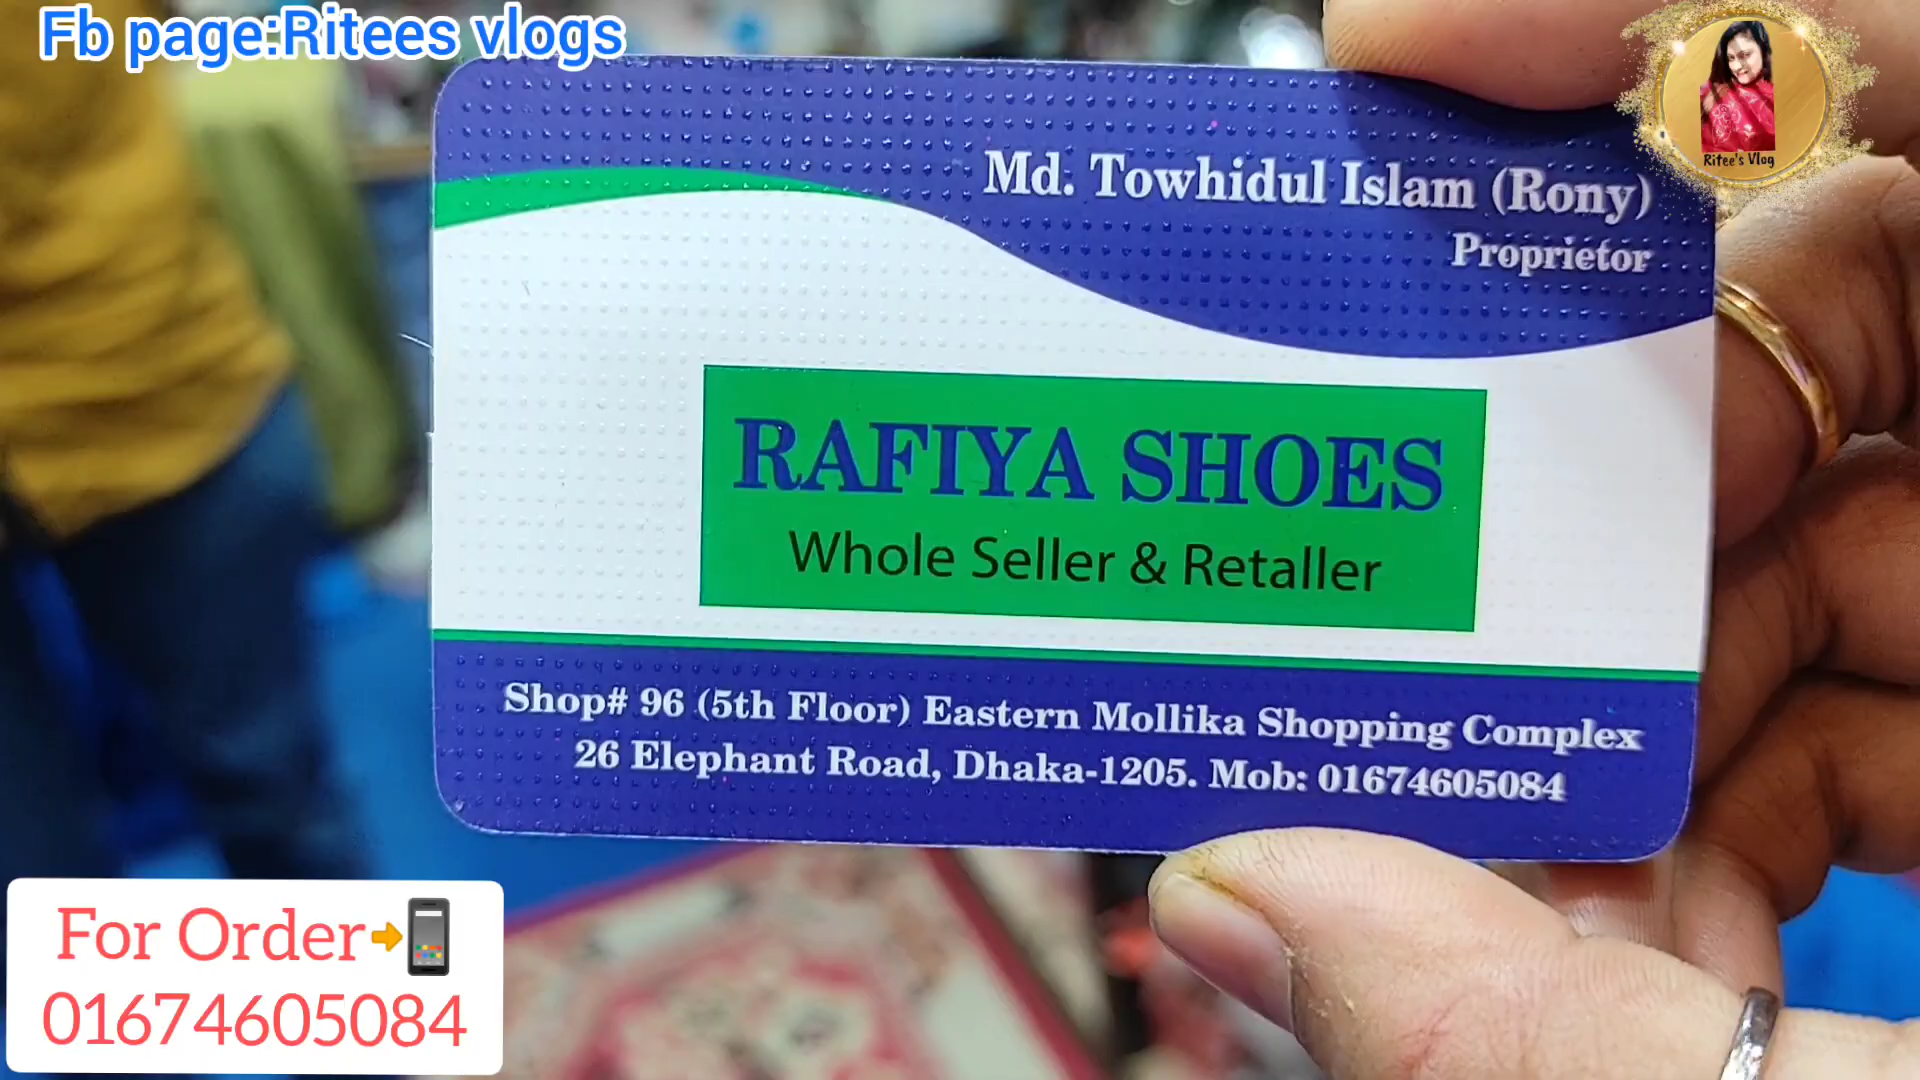 Fb page:Ritees vlogs
Ritee's Vlog
Md. Towhidul Islam (Rony)
Proprietor
RAFIYA SHOES
Whole Seller & Retaller
Shop# 96 (5th Floor) Eastern Mollika Shopping Complex
26 Elephant Road, Dhaka-1205. Mob: 01674605084
For Order
01674605084